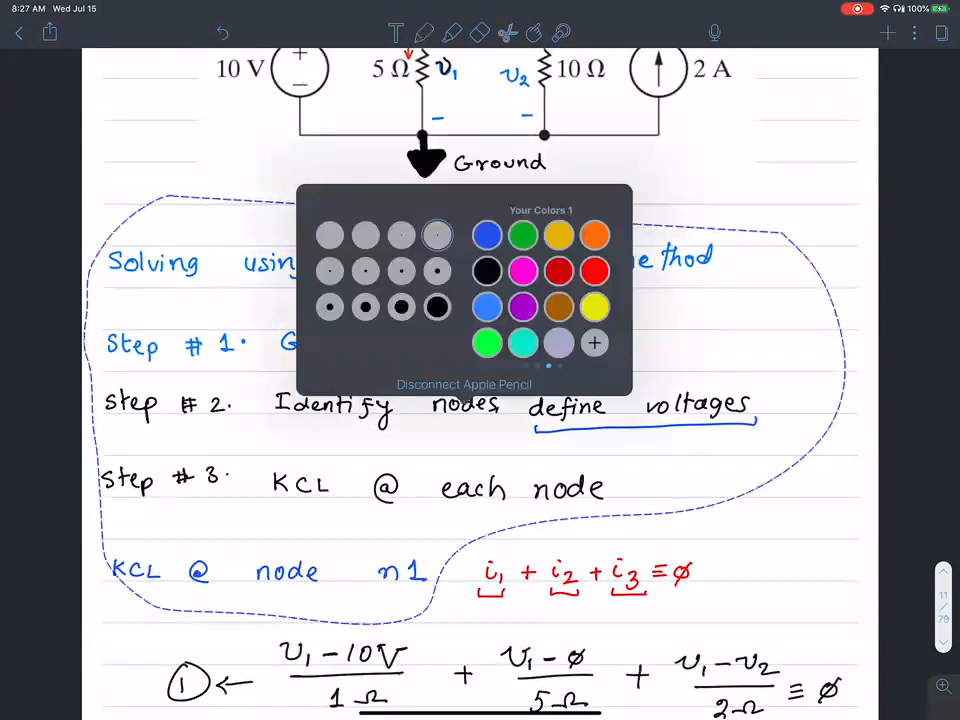 8:27 AM Wed Jul 15 100%
T
10 V + − 5 Ω v₁ v₂ 10 Ω 2 A
− −
Ground
Your Colors 1
Solving using ethod
Step # 1. G
+
Disconnect Apple Pencil
Step # 2. Identify nodes, define voltages
Step # 3. KCL @ each node
KCL @ node n1 i₁ + i₂ + i₃ ≡ ∅
11
/
79
① ← (v₁ − 10V)/(1 Ω) + (v₁ − ∅)/(5 Ω) + (v₁ − v₂)/(2 Ω) ≡ ∅